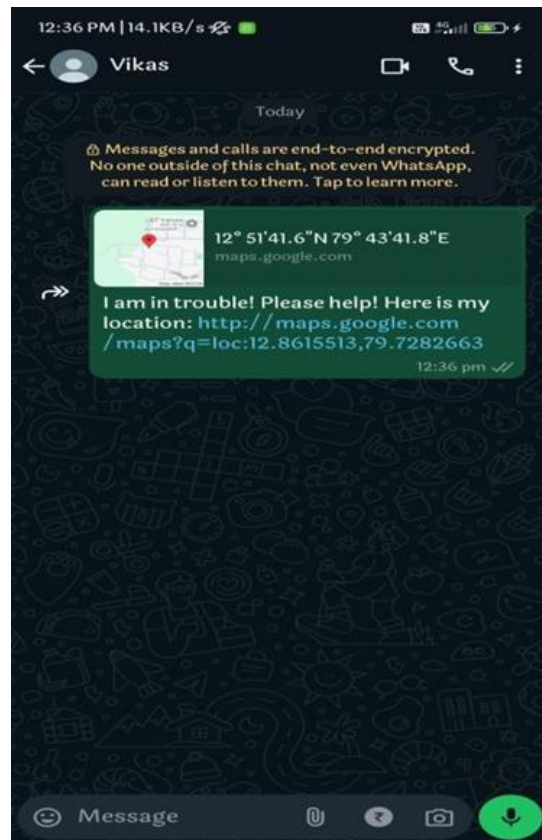 12:36 PM | 14.1KB/s
Vikas
Today
Messages and calls are end-to-end encrypted.
No one outside of this chat, not even WhatsApp,
can read or listen to them. Tap to learn more.
12° 51'41.6"N 79° 43'41.8"E
maps.google.com
I am in trouble! Please help! Here is my
location: http://maps.google.com
/maps?q=loc:12.8615513,79.7282663
12:36 pm
Message